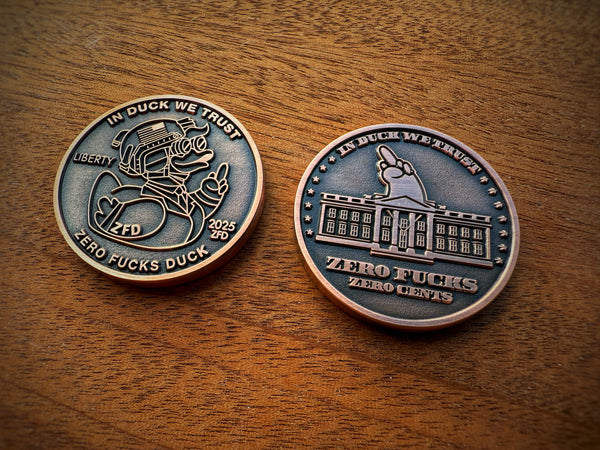 IN DUCK WE TRUST
LIBERTY
ZFD
2025
ZFD
ZERO FUCKS DUCK
IN DUCK WE TRUST
ZERO FUCKS
ZERO CENTS